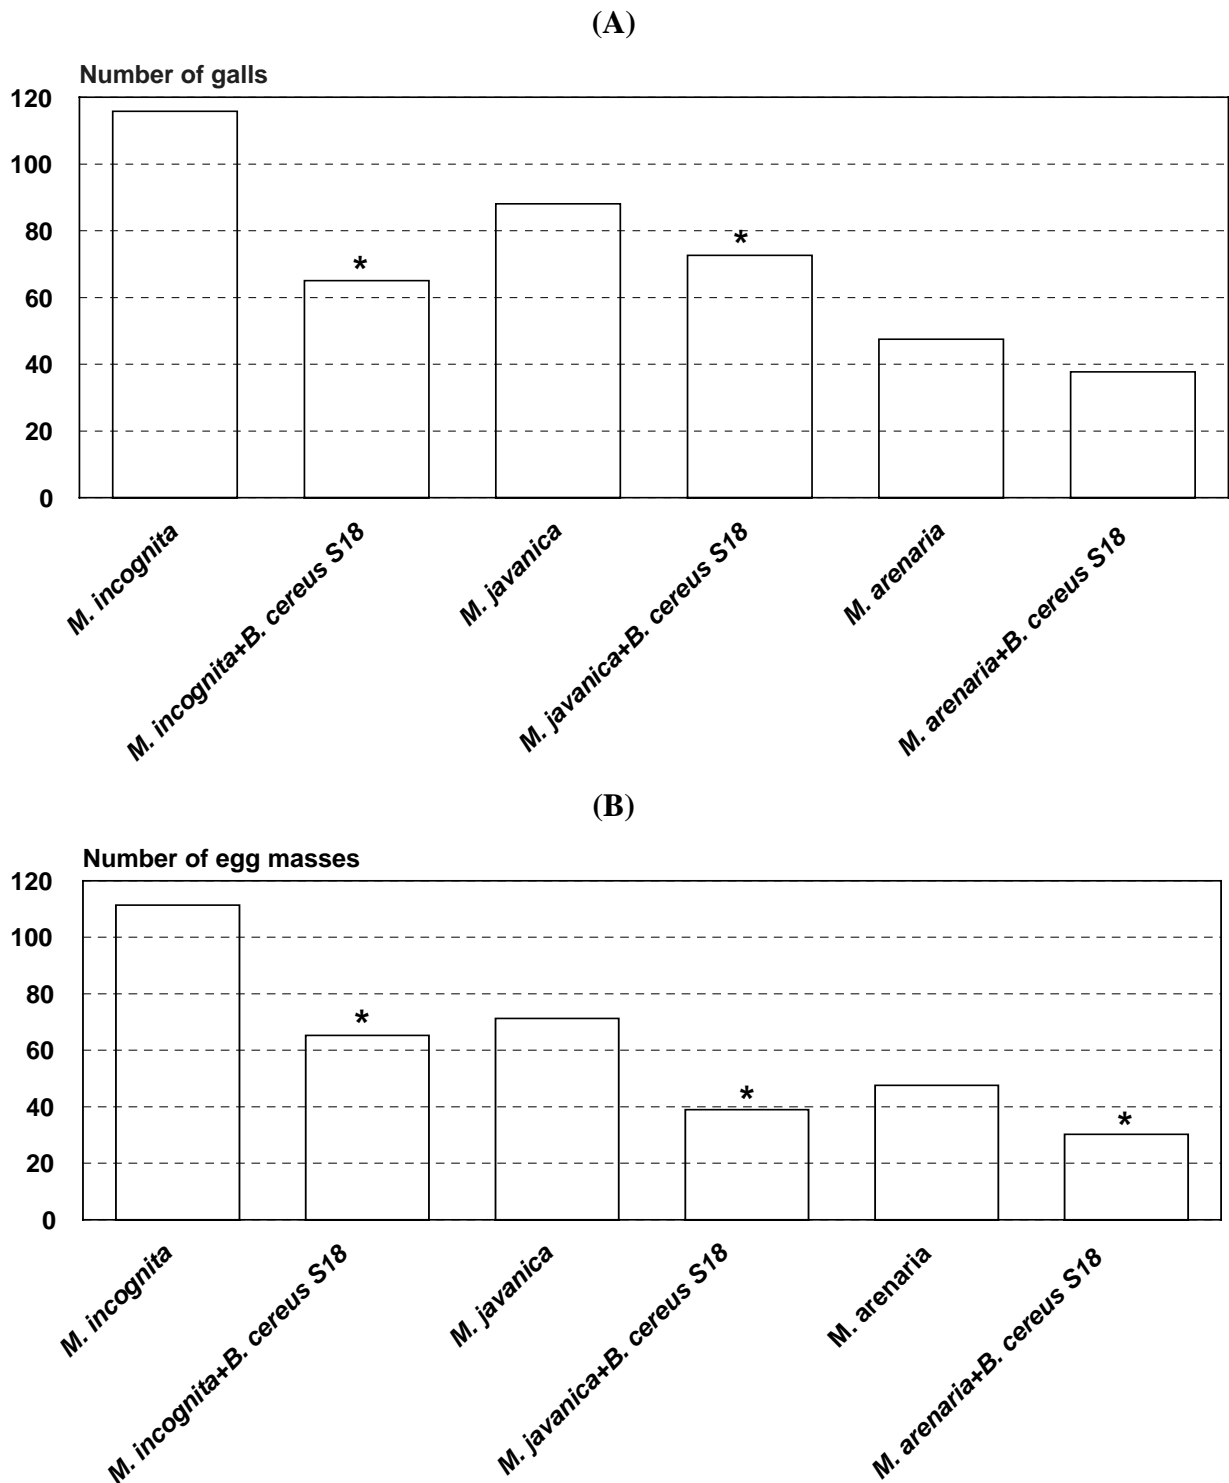 (A)
Number of galls
120
100
80
60
40
20
0
*
*
M. incognita
M. incognita+B. cereus S18
M. javanica
M. javanica+B. cereus S18
M. arenaria
M. arenaria+B. cereus S18
(B)
Number of egg masses
120
100
80
60
40
20
0
*
*
*
M. incognita
M. incognita+B. cereus S18
M. javanica
M. javanica+B. cereus S18
M. arenaria
M. arenaria+B. cereus S18